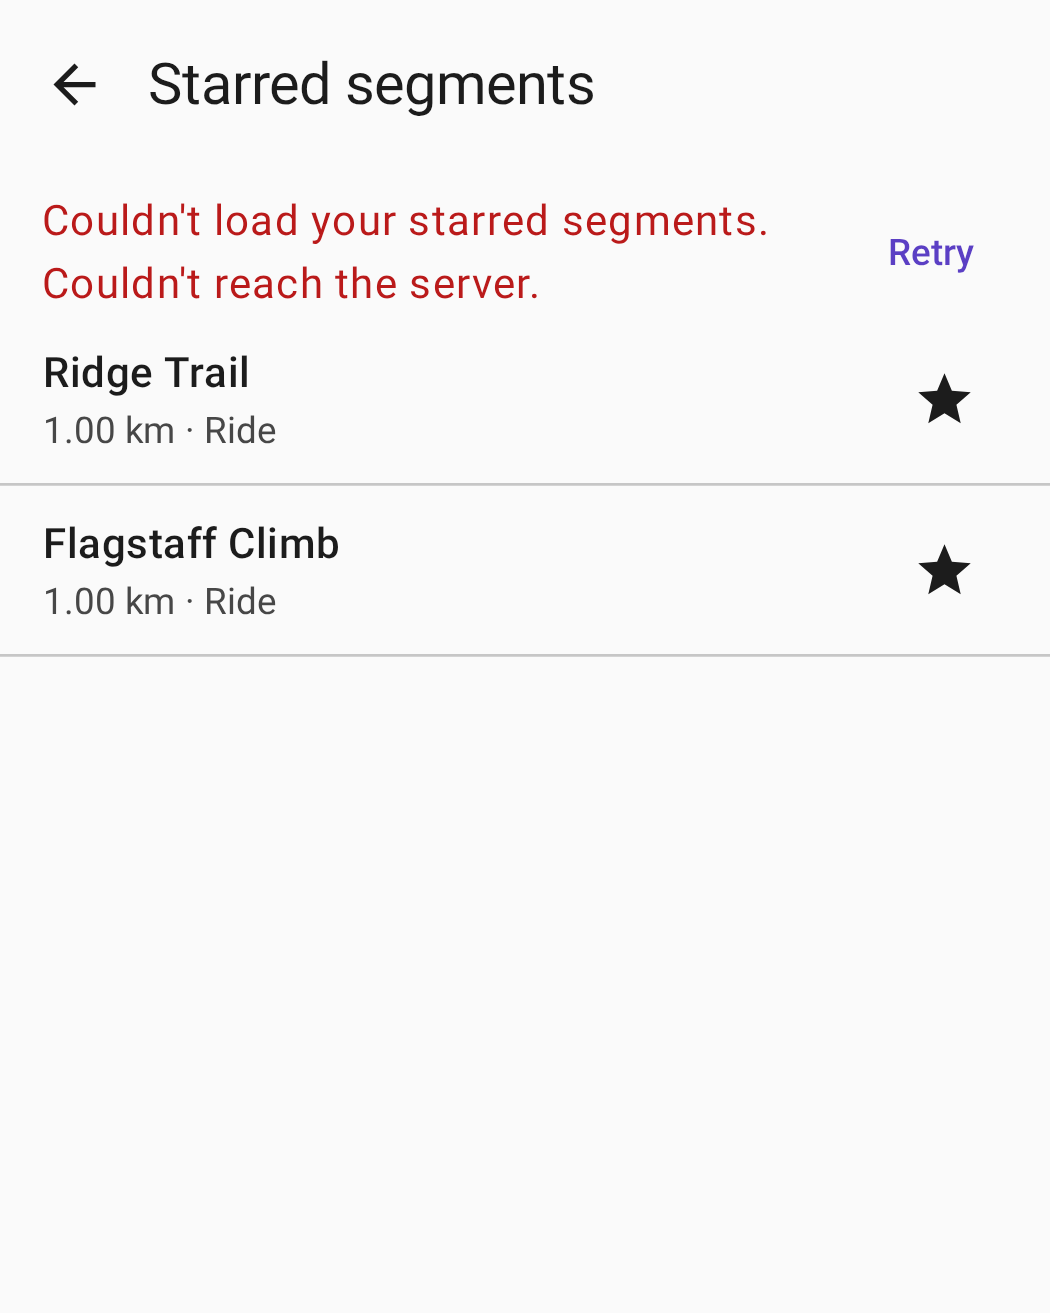 Starred segments
Couldn't load your starred segments.
Couldn't reach the server.
Retry
Ridge Trail
1.00 km · Ride
Flagstaff Climb
1.00 km · Ride